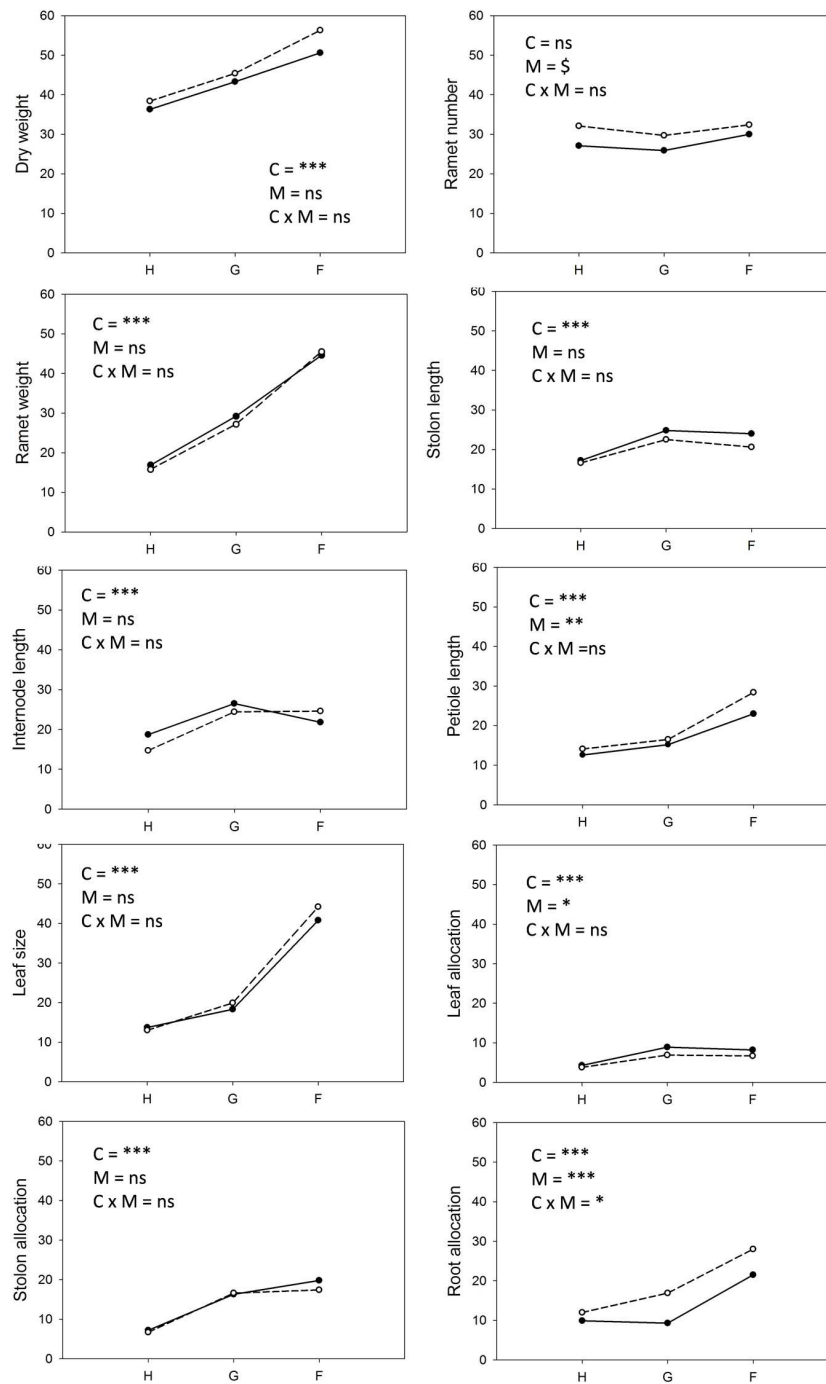 Dry weight
60
50
40
30
20
10
0
C = ***
M = ns
C x M = ns
H G F
Ramet number
60
50
40
30
20
10
0
C = ns
M = $
C x M = ns
H G F
Ramet weight
60
50
40
30
20
10
0
C = ***
M = ns
C x M = ns
H G F
Stolon length
60
50
40
30
20
10
0
C = ***
M = ns
C x M = ns
H G F
Internode length
60
50
40
30
20
10
0
C = ***
M = ns
C x M = ns
H G F
Petiole length
60
50
40
30
20
10
0
C = ***
M = **
C x M =ns
H G F
Leaf size
60
50
40
30
20
10
0
C = ***
M = ns
C x M = ns
H G F
Leaf allocation
60
50
40
30
20
10
0
C = ***
M = *
C x M = ns
H G F
Stolon allocation
60
50
40
30
20
10
0
C = ***
M = ns
C x M = ns
H G F
Root allocation
60
50
40
30
20
10
0
C = ***
M = ***
C x M = *
H G F